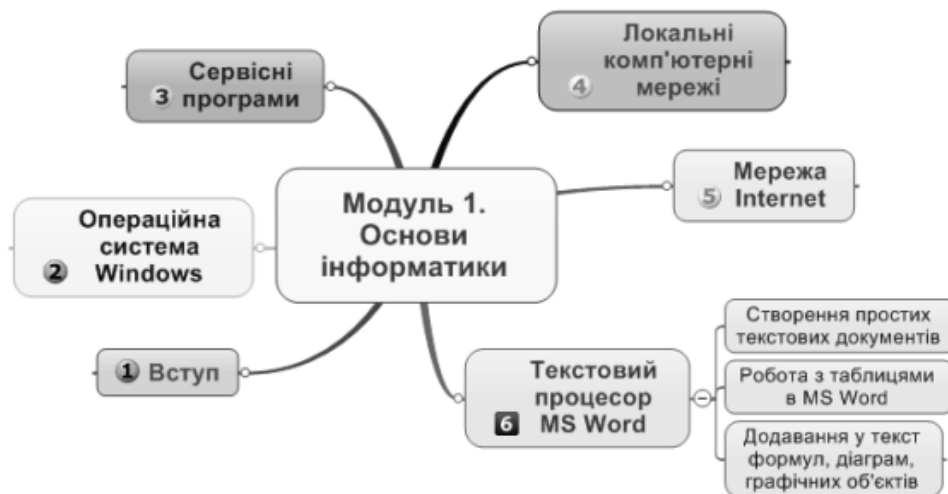 Модуль 1.
Основи
інформатики
1 Вступ
Операційна
система
2 Windows
Сервісні
3 програми
Локальні
комп'ютерні
4 мережі
Мережа
5 Internet
Текстовий
процесор
6 MS Word
Створення простих
текстових документів
Робота з таблицями
в MS Word
Додавання у текст
формул, діаграм,
графічних об'єктів